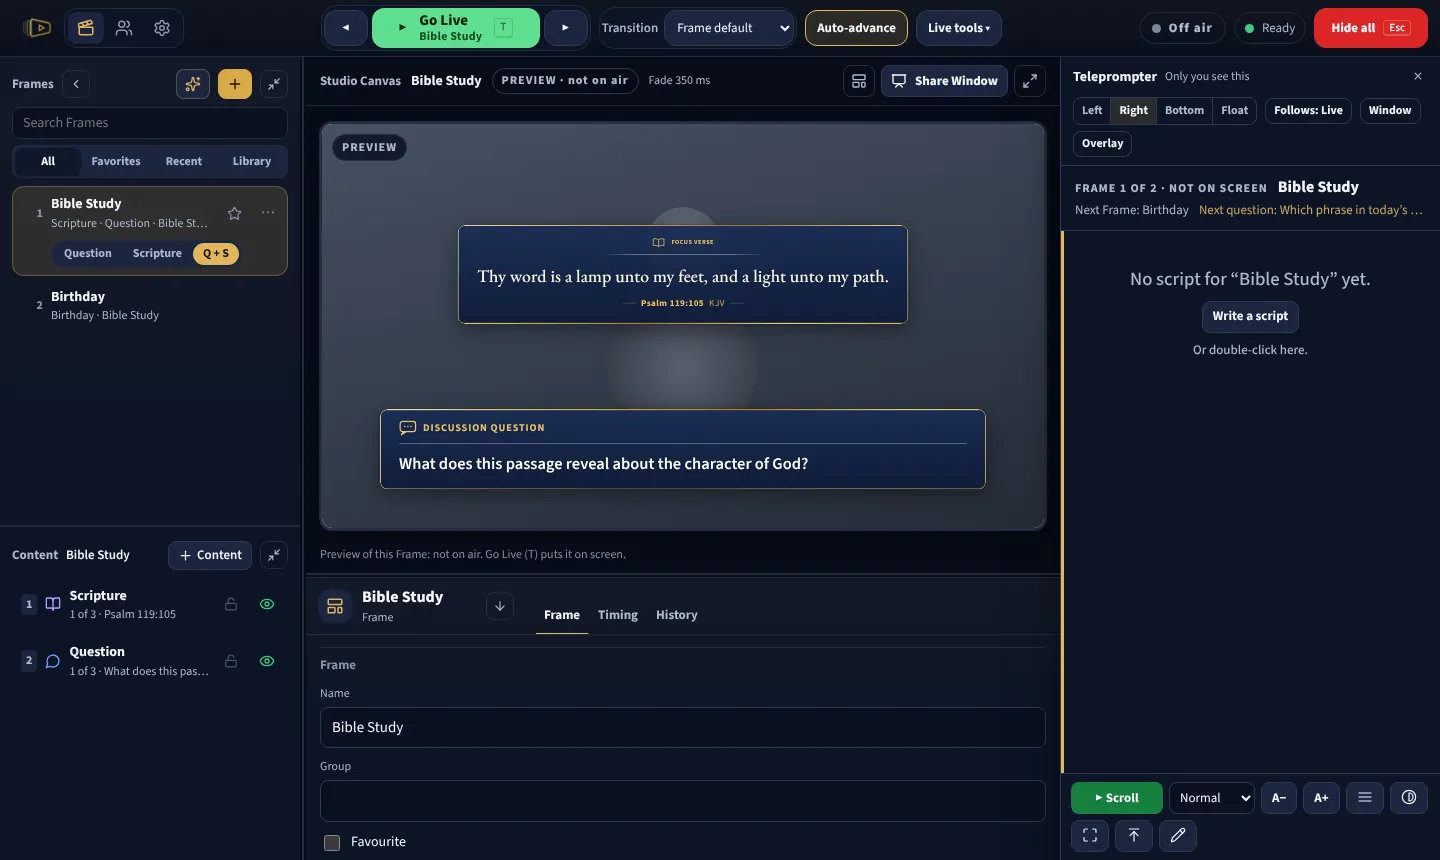 Go Live
Bible Study
T
Transition
Frame default
Auto-advance
Live tools
Off air
Ready
Hide all
Esc
Frames
Search Frames
All
Favorites
Recent
Library
1
Bible Study
Scripture · Question · Bible St…
Question
Scripture
Q + S
2
Birthday
Birthday · Bible Study
Content
Bible Study
+ Content
1
Scripture
1 of 3 · Psalm 119:105
2
Question
1 of 3 · What does this pas…
Studio Canvas
Bible Study
PREVIEW · not on air
Fade 350 ms
Share Window
PREVIEW
FOCUS VERSE
Thy word is a lamp unto my feet, and a light unto my path.
Psalm 119:105 KJV
DISCUSSION QUESTION
What does this passage reveal about the character of God?
Preview of this Frame: not on air. Go Live (T) puts it on screen.
Bible Study
Frame
Frame
Timing
History
Frame
Name
Bible Study
Group
Favourite
Teleprompter
Only you see this
Left
Right
Bottom
Float
Follows: Live
Window
Overlay
FRAME 1 OF 2 · NOT ON SCREEN
Bible Study
Next Frame: Birthday
Next question: Which phrase in today's …
No script for “Bible Study” yet.
Write a script
Or double-click here.
Scroll
Normal
A−
A+